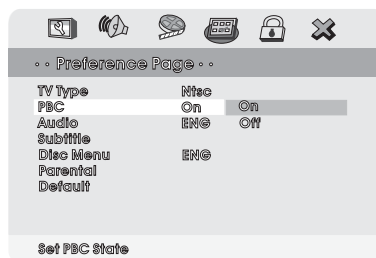 - - Preference Page - -
TV Type Ntsc
PBC On On
Audio ENG Off
Subtitle
Disc Menu ENG
Parental
Default
Set PBC State